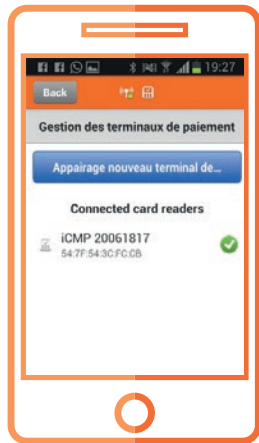 19:27
Back
Gestion des terminaux de paiement
Appairage nouveau terminal de...
Connected card readers
iCMP 20061817
54:7F:54:3C:FC:CB